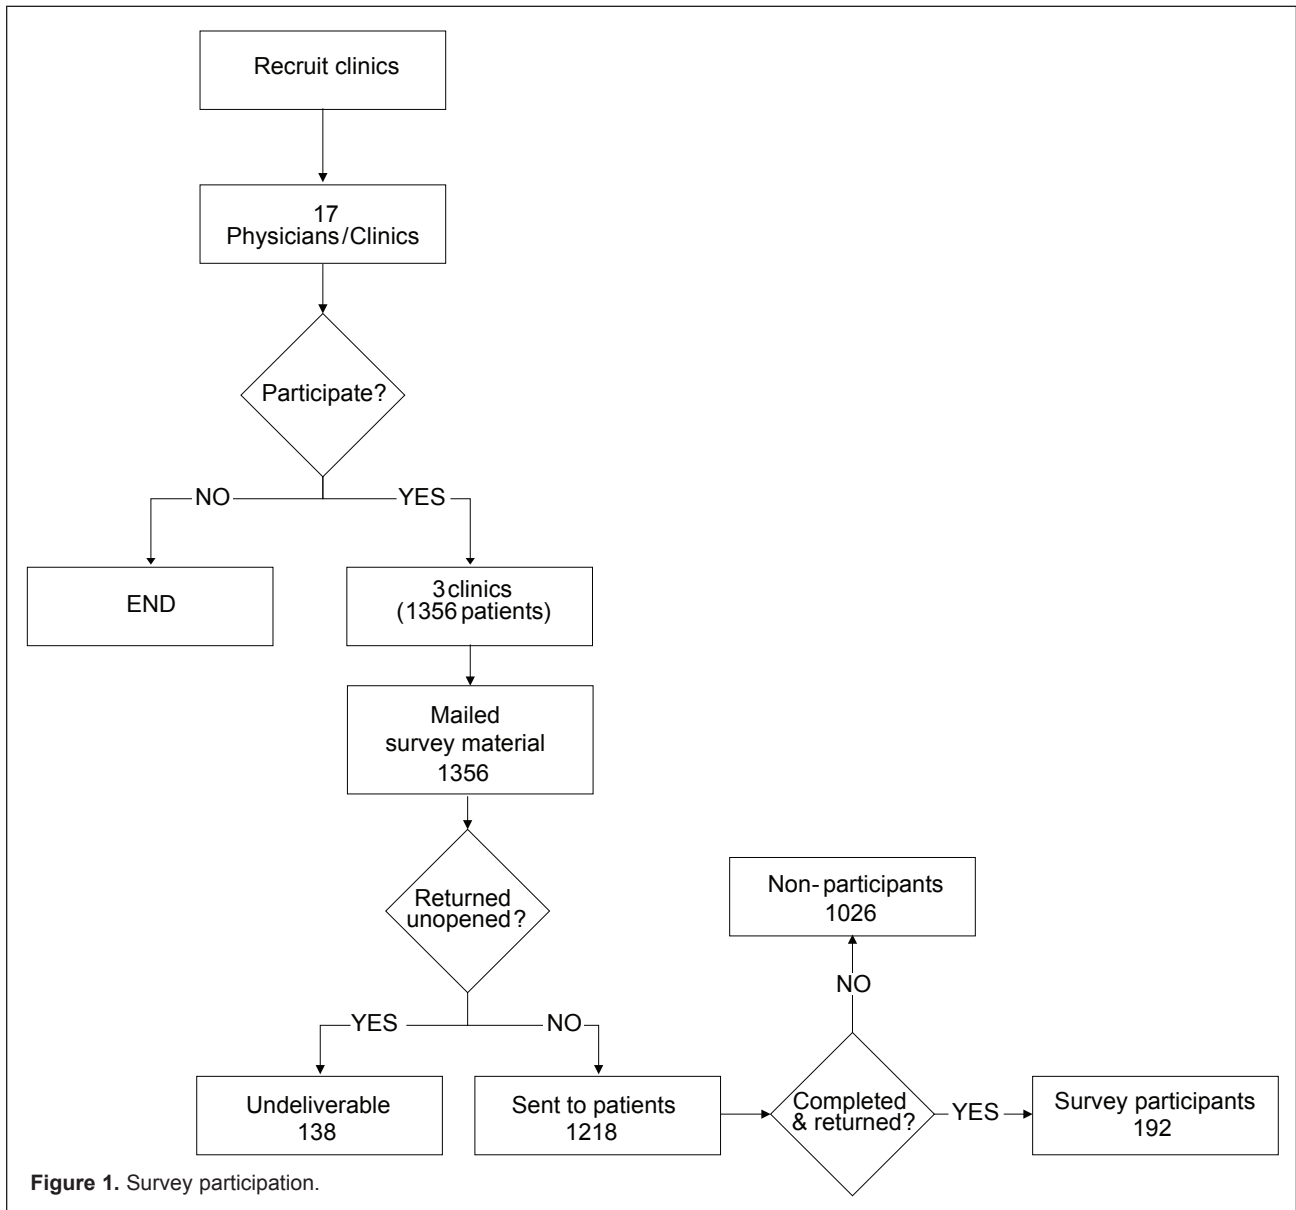 Recruit clinics
17
Physicians/Clinics
Participate?
NO
YES
END
3 clinics
(1356 patients)
Mailed
survey material
1356
Returned
unopened?
Non-participants
1026
NO
YES
NO
Undeliverable
138
Sent to patients
1218
Completed
& returned?
YES
Survey participants
192
Figure 1. Survey participation.